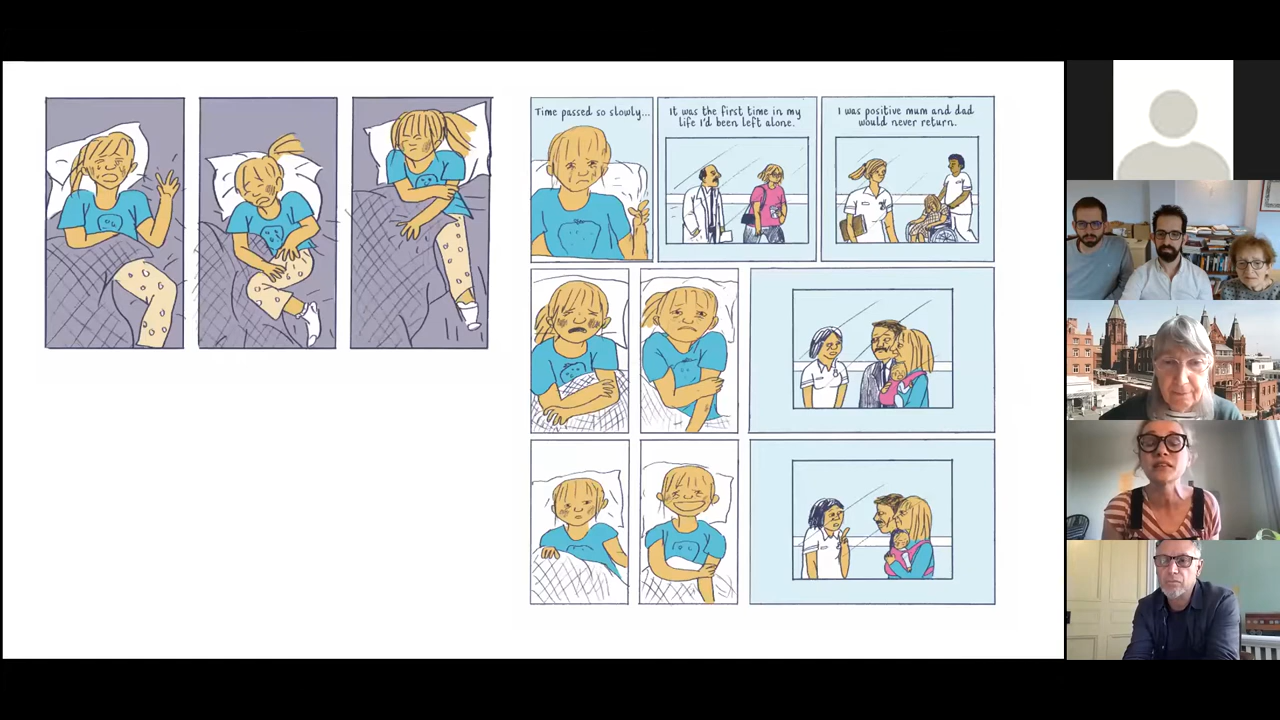 Time passed so slowly...
It was the first time in my
life I'd been left alone.
I was positive mum and dad
would never return.